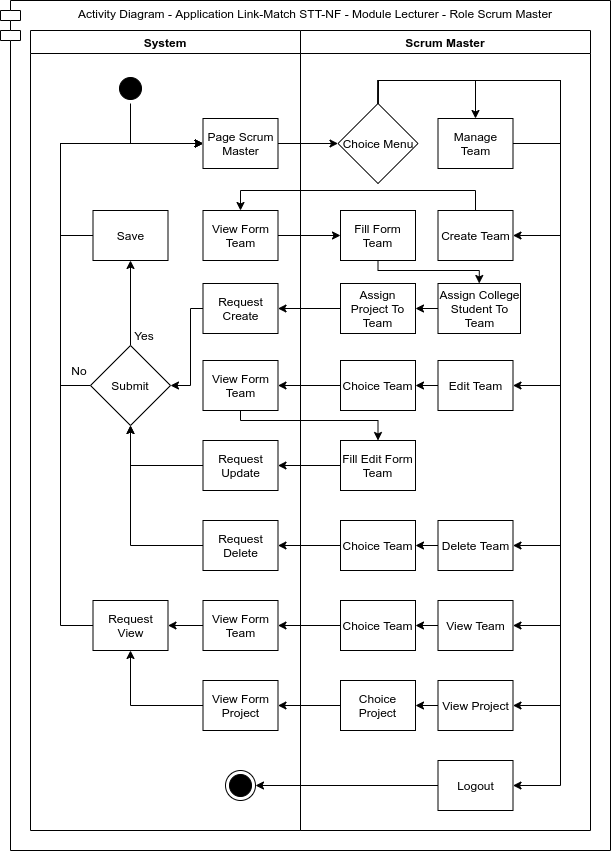 Activity Diagram - Application Link-Match STT-NF - Module Lecturer - Role Scrum Master
System
Scrum Master
Page Scrum
Master
Choice Menu
Manage
Team
Save
View Form
Team
Fill Form
Team
Create Team
Request
Create
Assign
Project To
Team
Assign College
Student To
Team
Yes
No
Submit
View Form
Team
Choice Team
Edit Team
Request
Update
Fill Edit Form
Team
Request
Delete
Choice Team
Delete Team
Request
View
View Form
Team
Choice Team
View Team
View Form
Project
Choice
Project
View Project
Logout